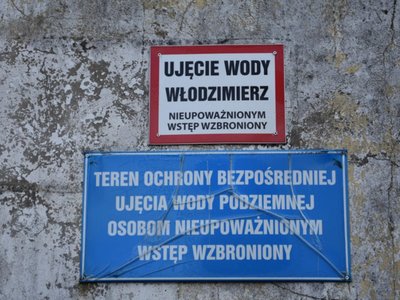 UJĘCIE WODY
WŁODZIMIERZ
NIEUPOWAŻNIONYM
WSTĘP WZBRONIONY
TEREN OCHRONY BEZPOŚREDNIEJ
UJĘCIA WODY PODZIEMNEJ
OSOBOM NIEUPOWAŻNIONYM
WSTĘP WZBRONIONY